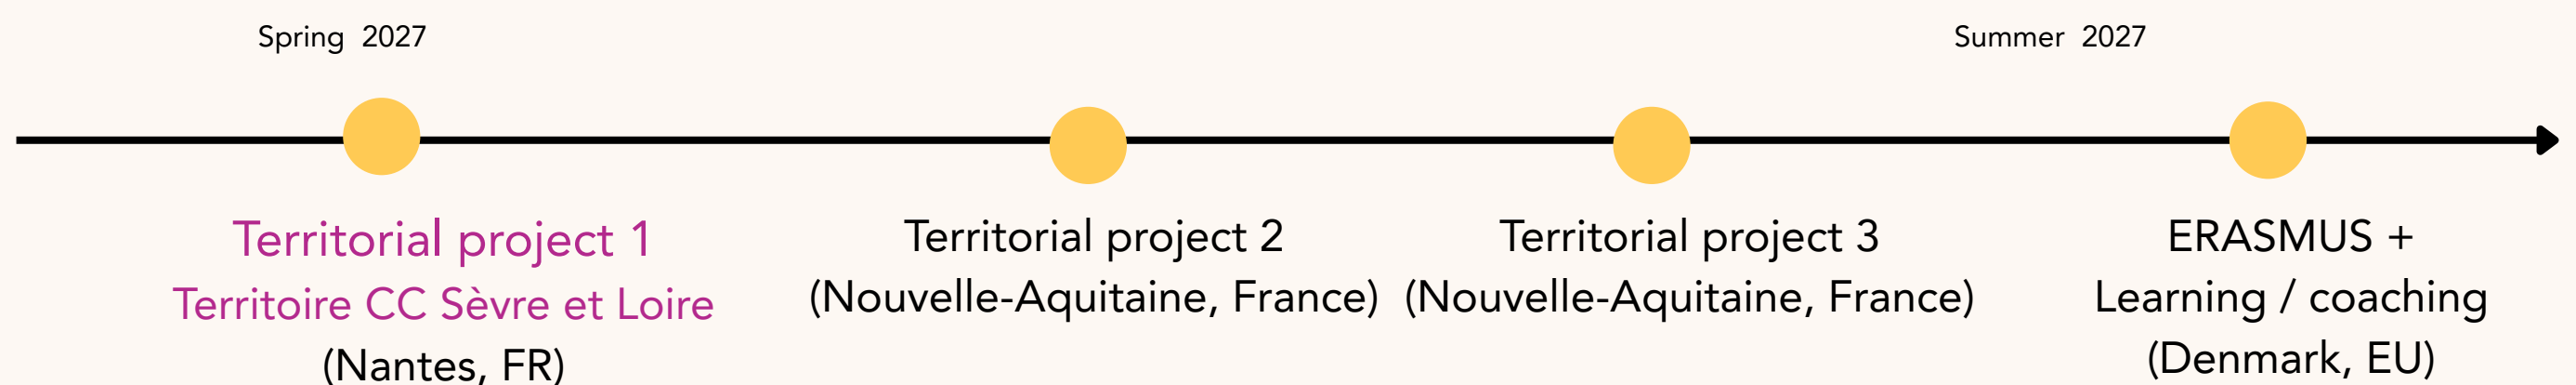 Spring 2027
Summer 2027
Territorial project 1
Territoire CC Sèvre et Loire
(Nantes, FR)
Territorial project 2
(Nouvelle-Aquitaine, France)
Territorial project 3
(Nouvelle-Aquitaine, France)
ERASMUS +
Learning / coaching
(Denmark, EU)